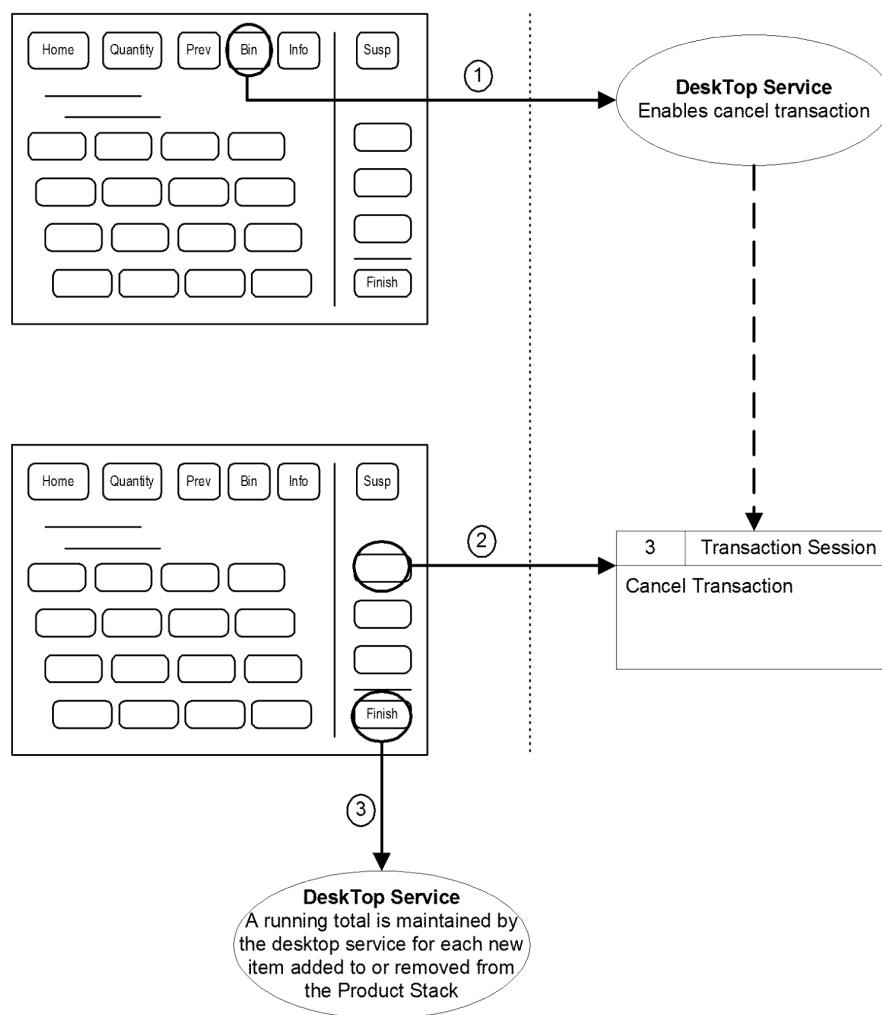 Home Quantity Prev Bin Info Susp
1
DeskTop Service
Enables cancel transaction
Finish
Home Quantity Prev Bin Info Susp
2
3 Transaction Session
Cancel Transaction
Finish
3
DeskTop Service
A running total is maintained by
the desktop service for each new
item added to or removed from
the Product Stack